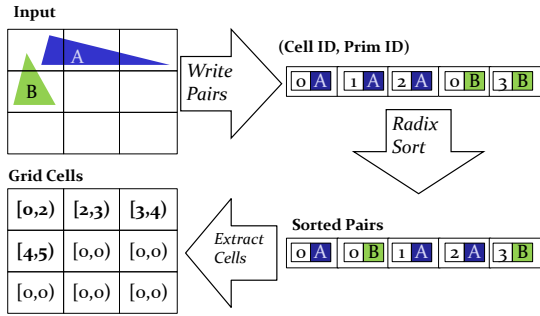 Input
A
B
Write
Pairs
(Cell ID, Prim ID)
0 A 1 A 2 A 0 B 3 B
Radix
Sort
Sorted Pairs
0 A 0 B 1 A 2 A 3 B
Extract
Cells
Grid Cells
[0,2) [2,3) [3,4)
[4,5) [0,0) [0,0)
[0,0) [0,0) [0,0)